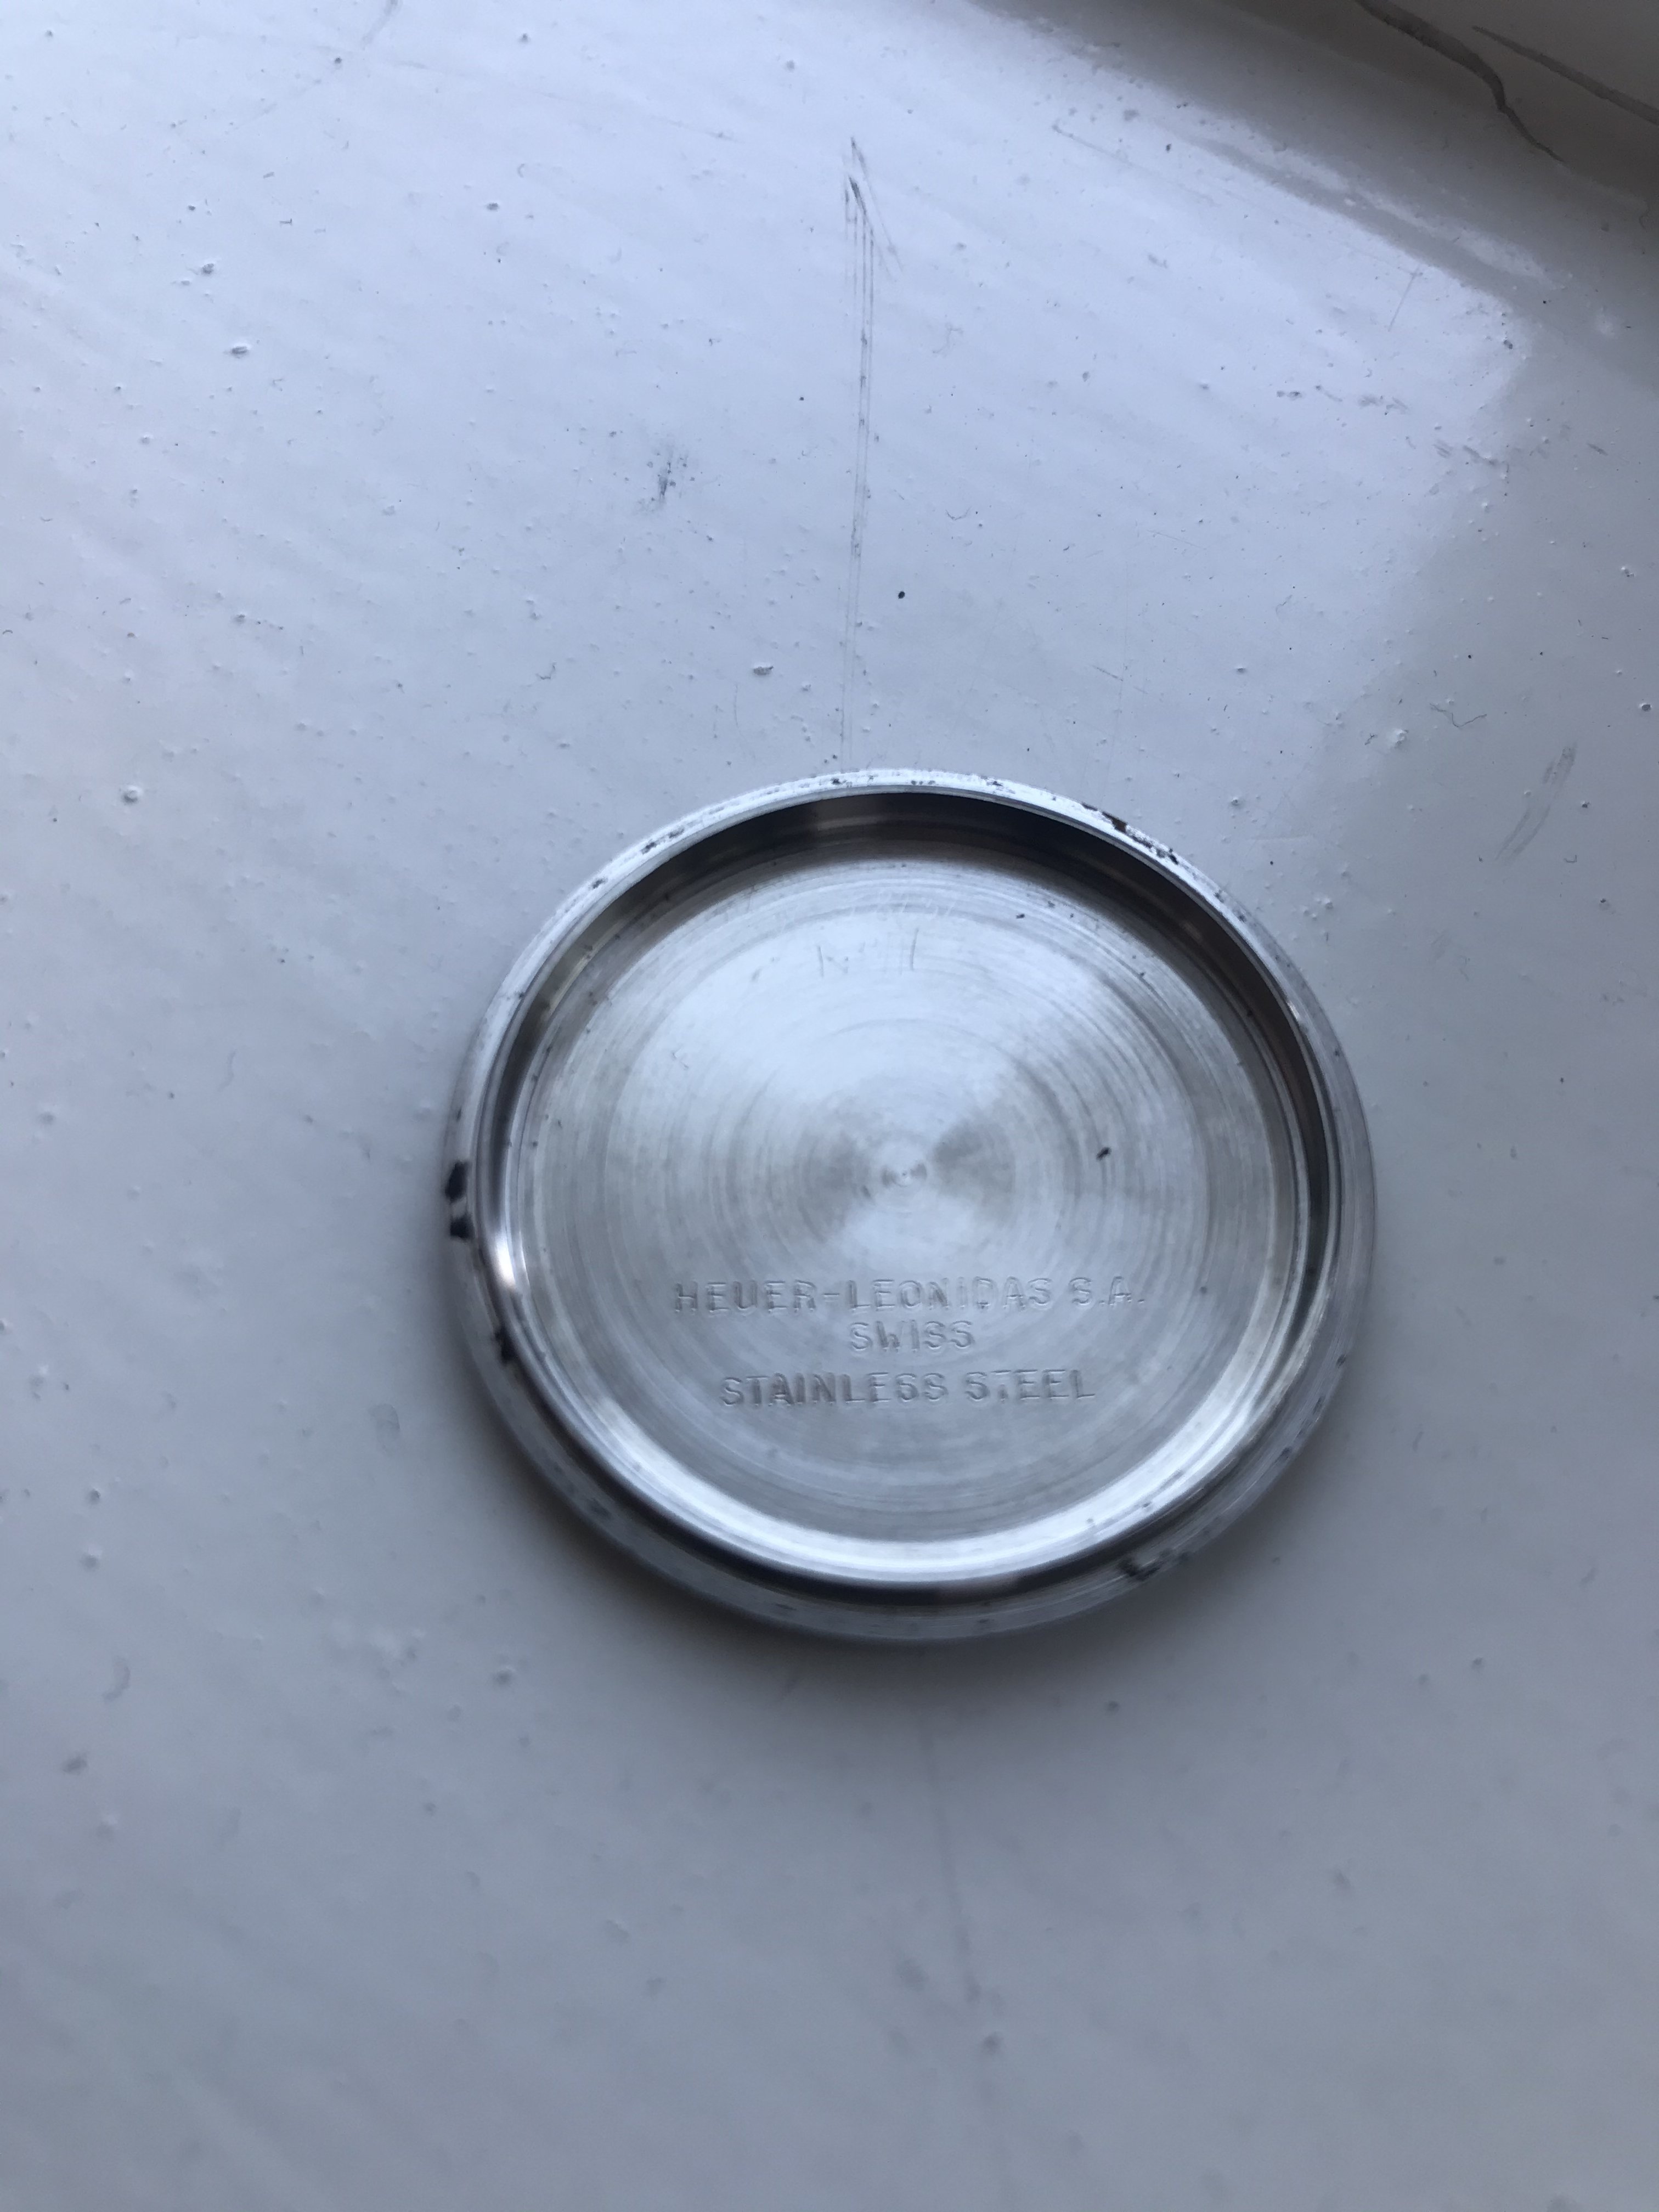 HEUER-LEONIDAS S.A.
SWISS
STAINLESS STEEL